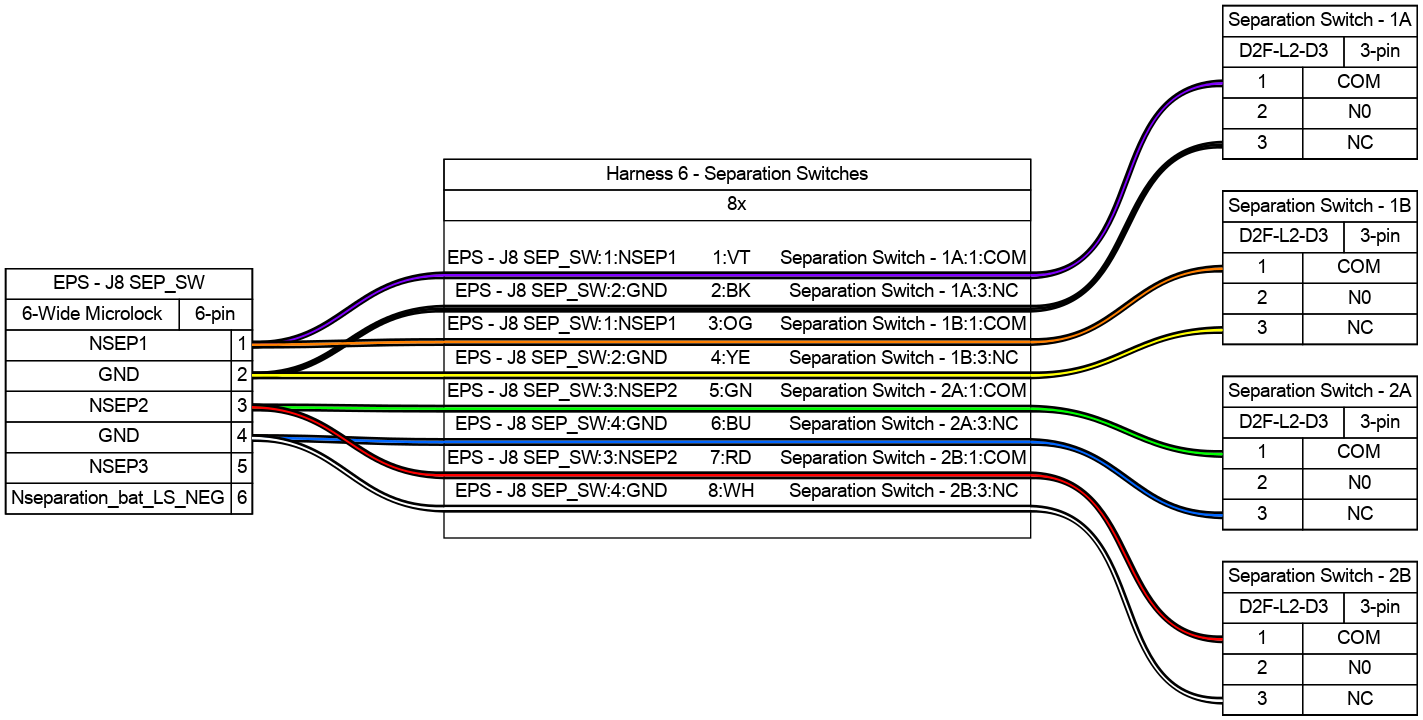 EPS - J8 SEP_SW
6-Wide Microlock 6-pin
NSEP1 1
GND 2
NSEP2 3
GND 4
NSEP3 5
Nseparation_bat_LS_NEG 6
Harness 6 - Separation Switches
8x
EPS - J8 SEP_SW:1:NSEP1 1:VT Separation Switch - 1A:1:COM
EPS - J8 SEP_SW:2:GND 2:BK Separation Switch - 1A:3:NC
EPS - J8 SEP_SW:1:NSEP1 3:OG Separation Switch - 1B:1:COM
EPS - J8 SEP_SW:2:GND 4:YE Separation Switch - 1B:3:NC
EPS - J8 SEP_SW:3:NSEP2 5:GN Separation Switch - 2A:1:COM
EPS - J8 SEP_SW:4:GND 6:BU Separation Switch - 2A:3:NC
EPS - J8 SEP_SW:3:NSEP2 7:RD Separation Switch - 2B:1:COM
EPS - J8 SEP_SW:4:GND 8:WH Separation Switch - 2B:3:NC
Separation Switch - 1A
D2F-L2-D3 3-pin
1 COM
2 N0
3 NC
Separation Switch - 1B
D2F-L2-D3 3-pin
1 COM
2 N0
3 NC
Separation Switch - 2A
D2F-L2-D3 3-pin
1 COM
2 N0
3 NC
Separation Switch - 2B
D2F-L2-D3 3-pin
1 COM
2 N0
3 NC